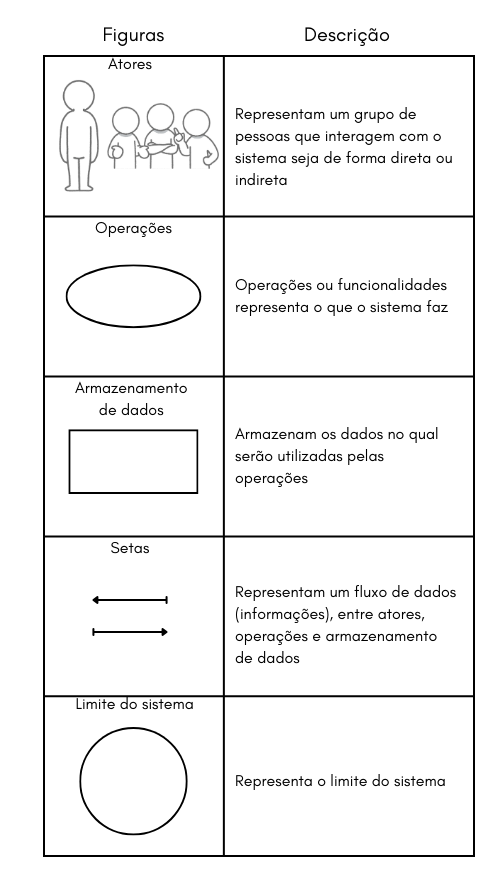 Figuras
Descrição
Atores
Representam um grupo de
pessoas que interagem com o
sistema seja de forma direta ou
indireta
Operações
Operações ou funcionalidades
representa o que o sistema faz
Armazenamento
de dados
Armazenam os dados no qual
serão utilizadas pelas
operações
Setas
Representam um fluxo de dados
(informações), entre atores,
operações e armazenamento
de dados
Limite do sistema
Representa o limite do sistema